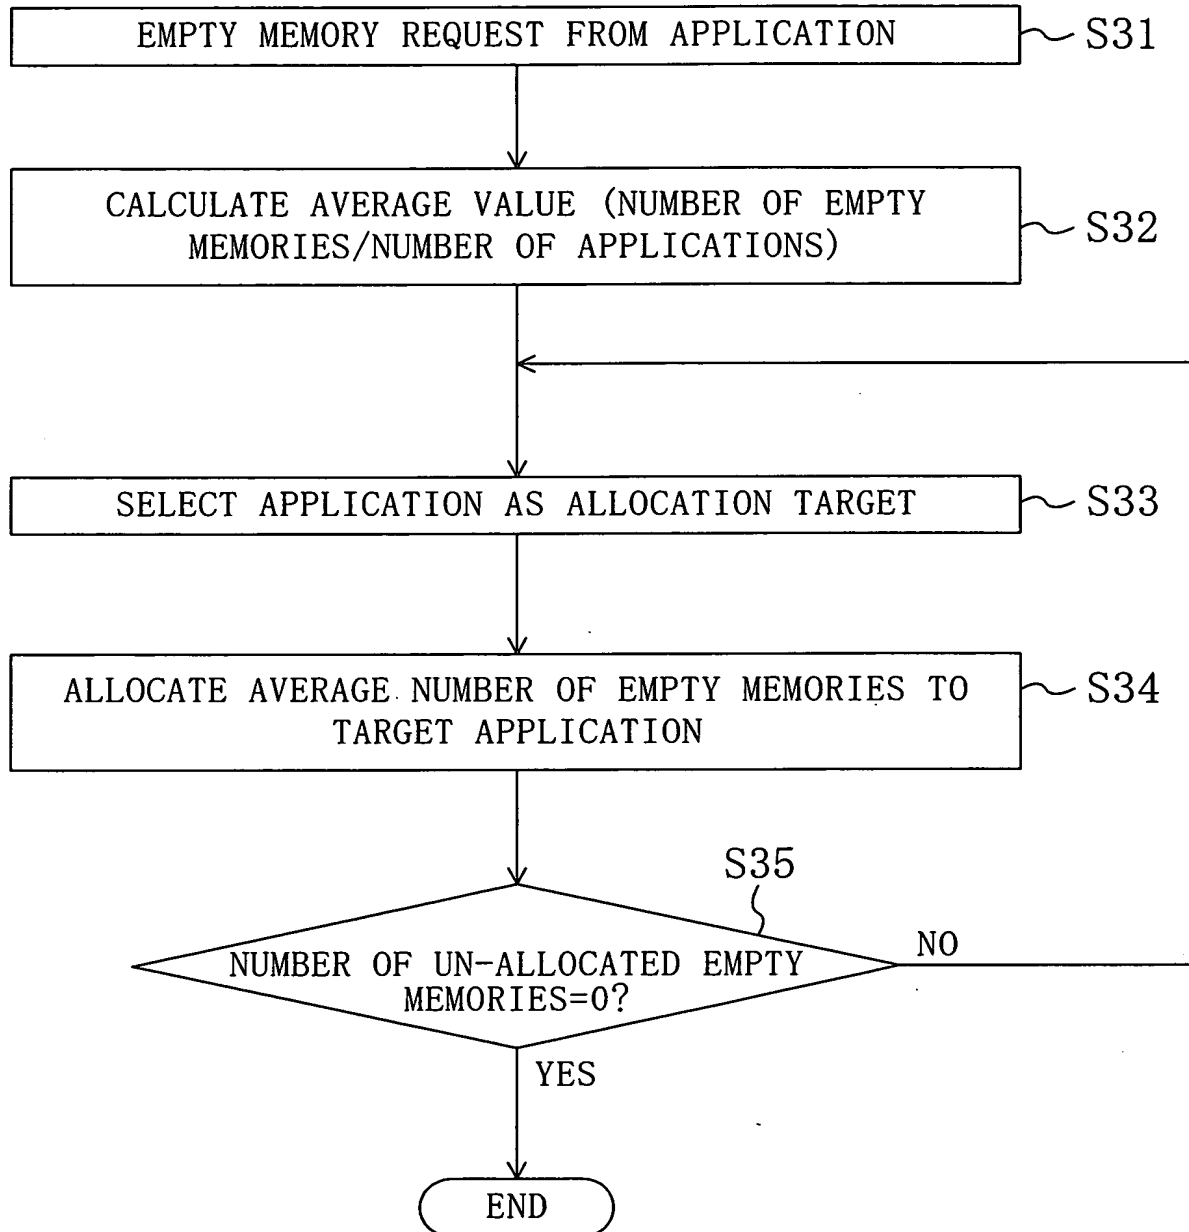 EMPTY MEMORY REQUEST FROM APPLICATION
S31
CALCULATE AVERAGE VALUE (NUMBER OF EMPTY
MEMORIES/NUMBER OF APPLICATIONS)
S32
SELECT APPLICATION AS ALLOCATION TARGET
S33
ALLOCATE AVERAGE NUMBER OF EMPTY MEMORIES TO
TARGET APPLICATION
S34
S35
NUMBER OF UN-ALLOCATED EMPTY
MEMORIES=0?
NO
YES
END